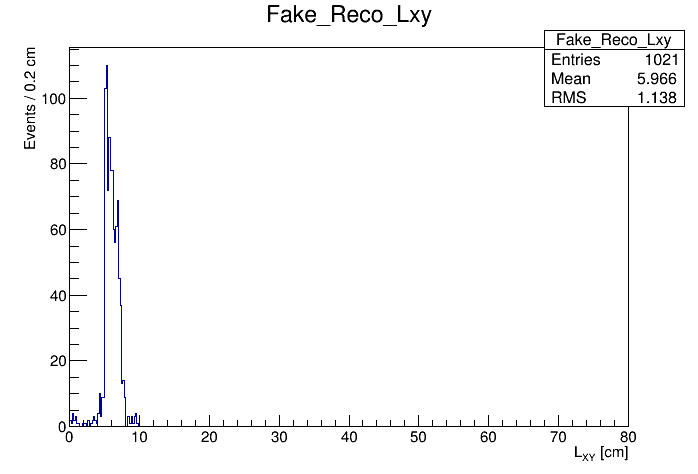 Fake_Reco_Lxy
Fake_Reco_Lxy
Entries 1021
Mean 5.966
RMS 1.138
Events / 0.2 cm
100
80
60
40
20
0
0 10 20 30 40 50 60 70 80
L_XY [cm]